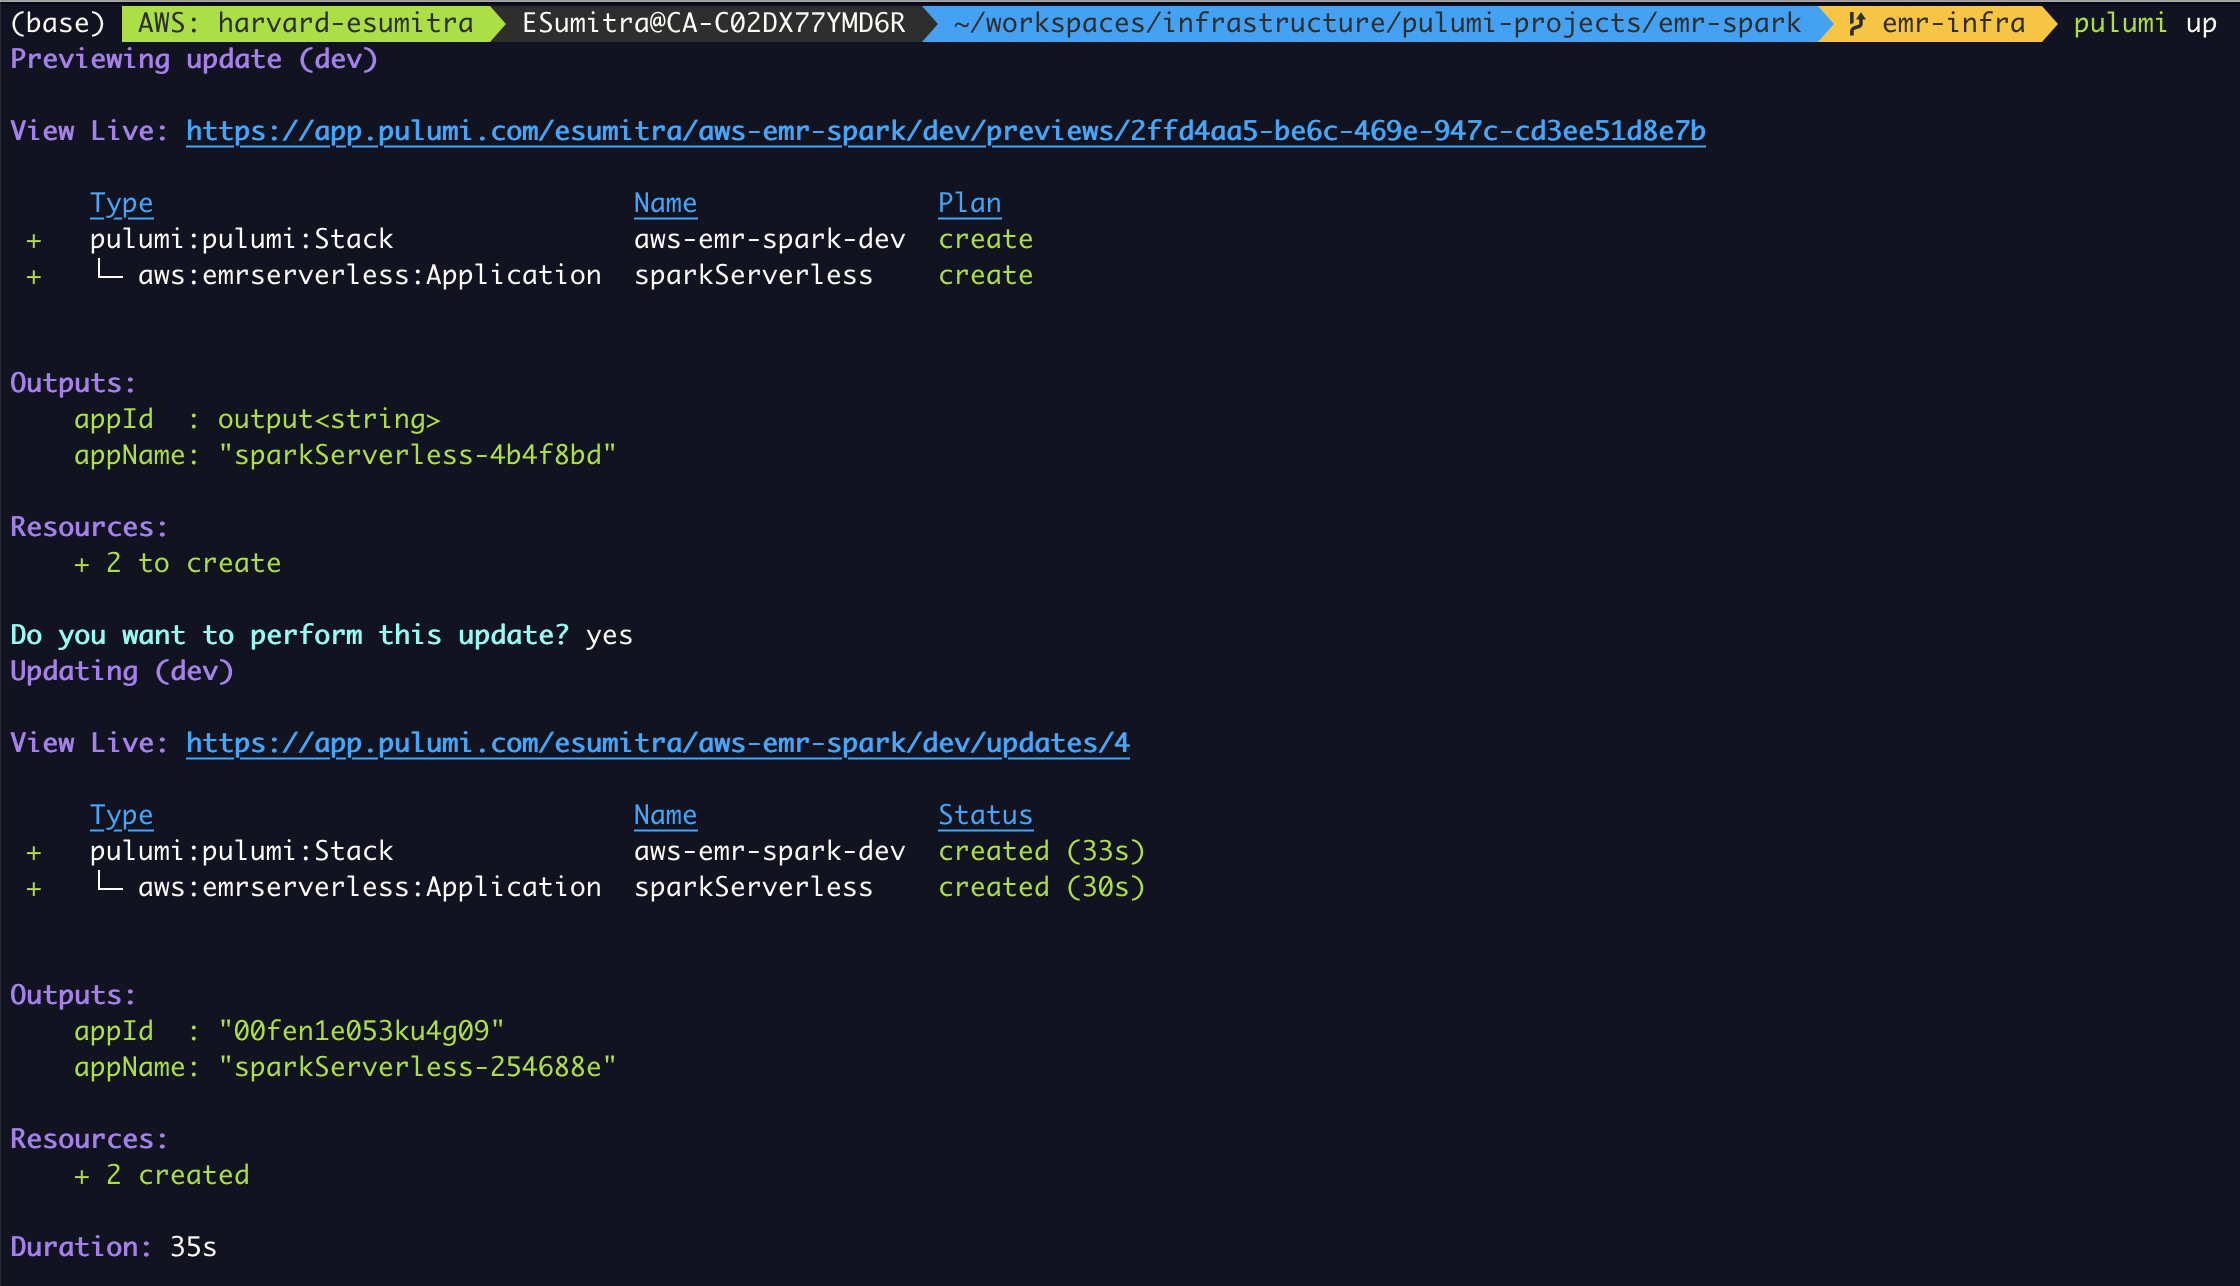 (base) AWS: harvard-esumitra ESumitra@CA-C02DX77YMD6R ~/workspaces/infrastructure/pulumi-projects/emr-spark emr-infra pulumi up
Previewing update (dev)
View Live: https://app.pulumi.com/esumitra/aws-emr-spark/dev/previews/2ffd4aa5-be6c-469e-947c-cd3ee51d8e7b
Type Name Plan
+ pulumi:pulumi:Stack aws-emr-spark-dev create
+ └─ aws:emrserverless:Application sparkServerless create
Outputs:
appId : output<string>
appName: "sparkServerless-4b4f8bd"
Resources:
+ 2 to create
Do you want to perform this update? yes
Updating (dev)
View Live: https://app.pulumi.com/esumitra/aws-emr-spark/dev/updates/4
Type Name Status
+ pulumi:pulumi:Stack aws-emr-spark-dev created (33s)
+ └─ aws:emrserverless:Application sparkServerless created (30s)
Outputs:
appId : "00fen1e053ku4g09"
appName: "sparkServerless-254688e"
Resources:
+ 2 created
Duration: 35s